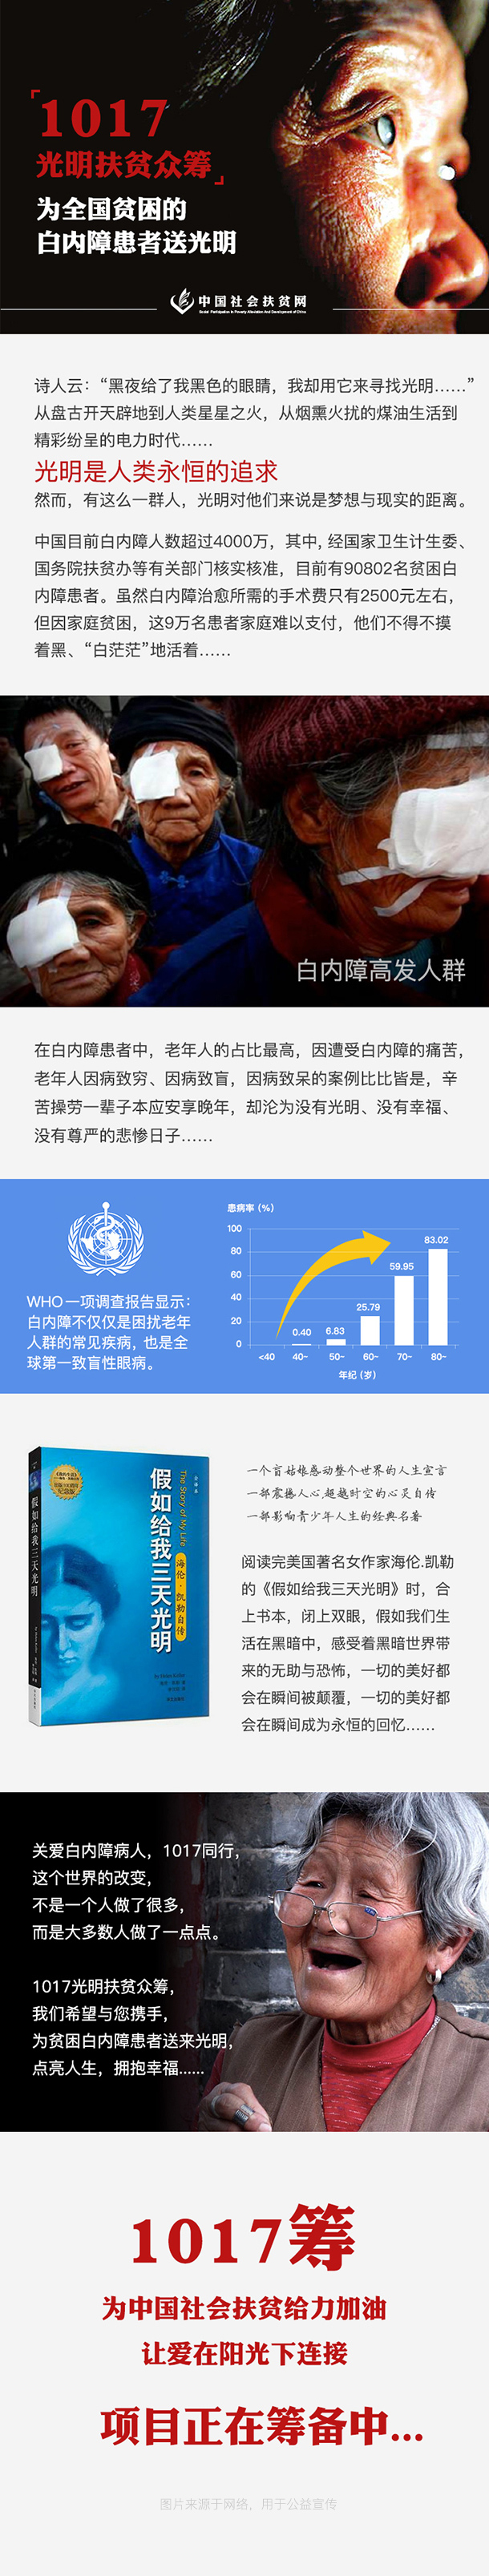 「1017
光明扶贫众筹」
为全国贫困的
白内障患者送光明
中国社会扶贫网
Social Participation in Poverty Alleviation And Development of China
诗人云：“黑夜给了我黑色的眼睛，我却用它来寻找光明……”
从盘古开天辟地到人类星星之火，从烟熏火扰的煤油生活到
精彩纷呈的电力时代……
光明是人类永恒的追求
然而，有这么一群人，光明对他们来说是梦想与现实的距离。
中国目前白内障人数超过4000万，其中, 经国家卫生计生委、
国务院扶贫办等有关部门核实核准，目前有90802名贫困白
内障患者。虽然白内障治愈所需的手术费只有2500元左右，
但因家庭贫困，这9万名患者家庭难以支付，他们不得不摸
着黑、“白茫茫”地活着……
白内障高发人群
在白内障患者中，老年人的占比最高，因遭受白内障的痛苦，
老年人因病致穷、因病致盲，因病致呆的案例比比皆是，辛
苦操劳一辈子本应安享晚年，却沦为没有光明、没有幸福、
没有尊严的悲惨日子……
患病率 (%)
100
80
60
40
20
0
0.40
6.83
25.79
59.95
83.02
<40
40~
50~
60~
70~
80~
年纪 (岁)
WHO一项调查报告显示：
白内障不仅仅是困扰老年
人群的常见疾病, 也是全
球第一致盲性眼病。
假如给我三天光明
The Story of My Life
海伦·凯勒自传
假如给我三天光明
纪念版
一个盲姑娘感动整个世界的人生宣言
一部震撼人心,超越时空的心灵自传
一部影响青少年人生的经典名著
阅读完美国著名女作家海伦.凯勒
的《假如给我三天光明》时，合
上书本，闭上双眼，假如我们生
活在黑暗中，感受着黑暗世界带
来的无助与恐怖，一切的美好都
会在瞬间被颠覆，一切的美好都
会在瞬间成为永恒的回忆……
关爱白内障病人，1017同行，
这个世界的改变，
不是一个人做了很多，
而是大多数人做了一点点。
1017光明扶贫众筹，
我们希望与您携手，
为贫困白内障患者送来光明，
点亮人生，拥抱幸福......
1017筹
为中国社会扶贫给力加油
让爱在阳光下连接
项目正在筹备中...
图片来源于网络，用于公益宣传